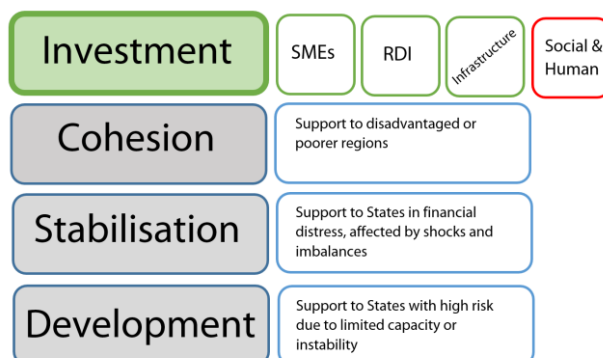 Investment
SMEs
RDI
Infrastructure
Social &
Human
Cohesion
Support to disadvantaged or
poorer regions
Stabilisation
Support to States in financial
distress, affected by shocks and
imbalances
Development
Support to States with high risk
due to limited capacity or
instability